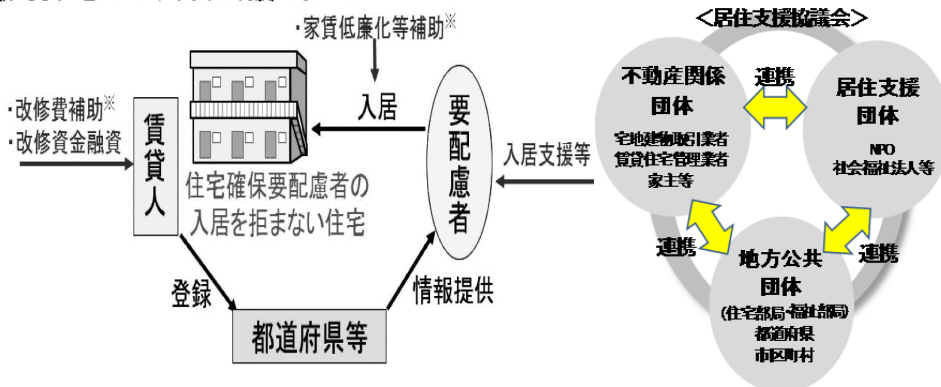 ・家賃低廉化等補助※
・改修費補助※
・改修資金融資
賃貸人
入居
要配慮者
住宅確保要配慮者の
入居を拒まない住宅
登録
情報提供
都道府県等
入居支援等
＜居住支援協議会＞
不動産関係
団体
宅地建物取引業者
賃貸住宅管理業者
家主等
連携
居住支援
団体
NPO
社会福祉法人等
連携
連携
地方公共
団体
(住宅部局・福祉部局)
都道府県
市区町村